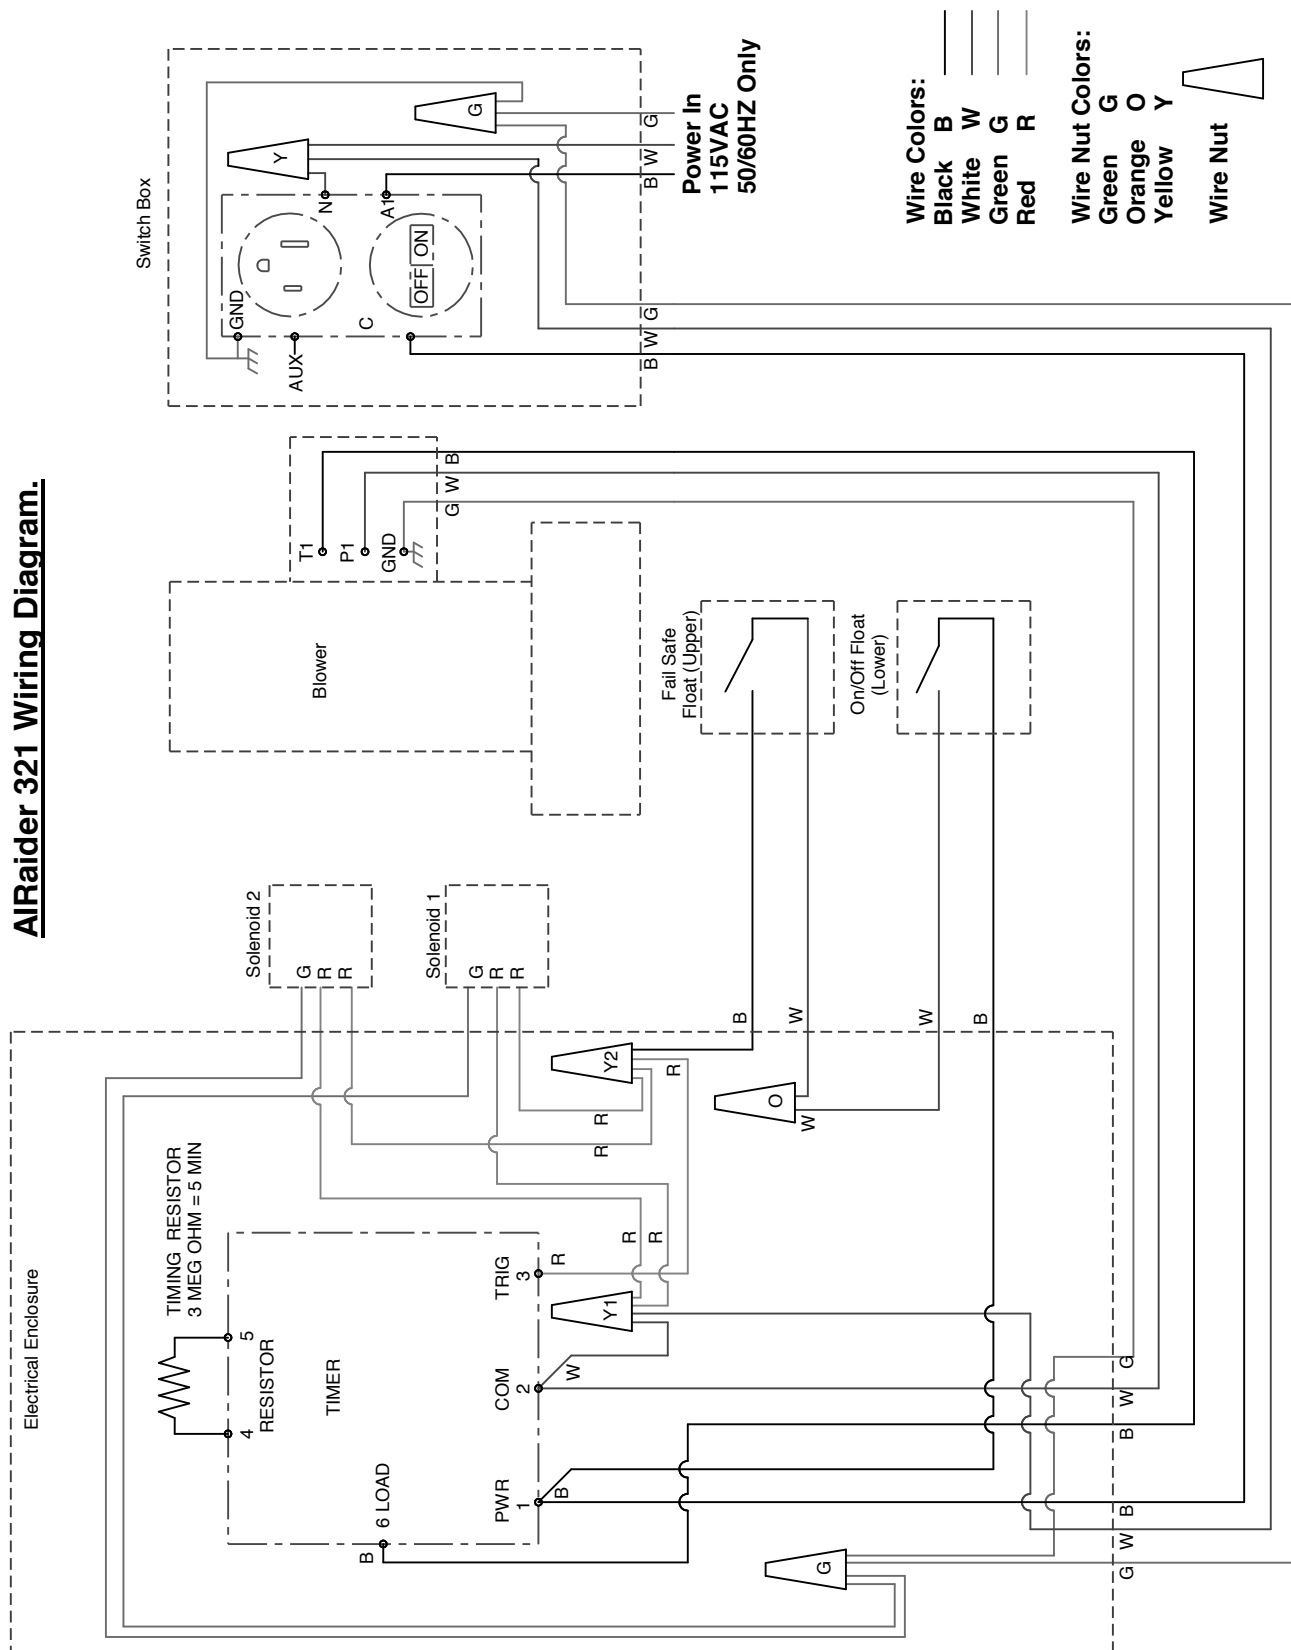 AIRaider 321 Wiring Diagram.
Electrical Enclosure
TIMING RESISTOR
3 MEG OHM = 5 MIN
4
5
RESISTOR
TIMER
6 LOAD
B
PWR
1
COM
2
TRIG
3
B
W
R
Y1
R
R
R
R
R
Y2
O
W
G
G
W
B
B
W
G
B
W
W
B
Solenoid 2
G
R
R
Solenoid 1
G
R
R
Blower
T1
P1
GND
G
W
B
Fail Safe
Float (Upper)
On/Off Float
(Lower)
Switch Box
GND
AUX
C
N
A1
OFF
ON
Y
G
B
W
G
B
W
G
Power In
115VAC
50/60HZ Only
Wire Colors:
Black B
White W
Green G
Red R
Wire Nut Colors:
Green G
Orange O
Yellow Y
Wire Nut